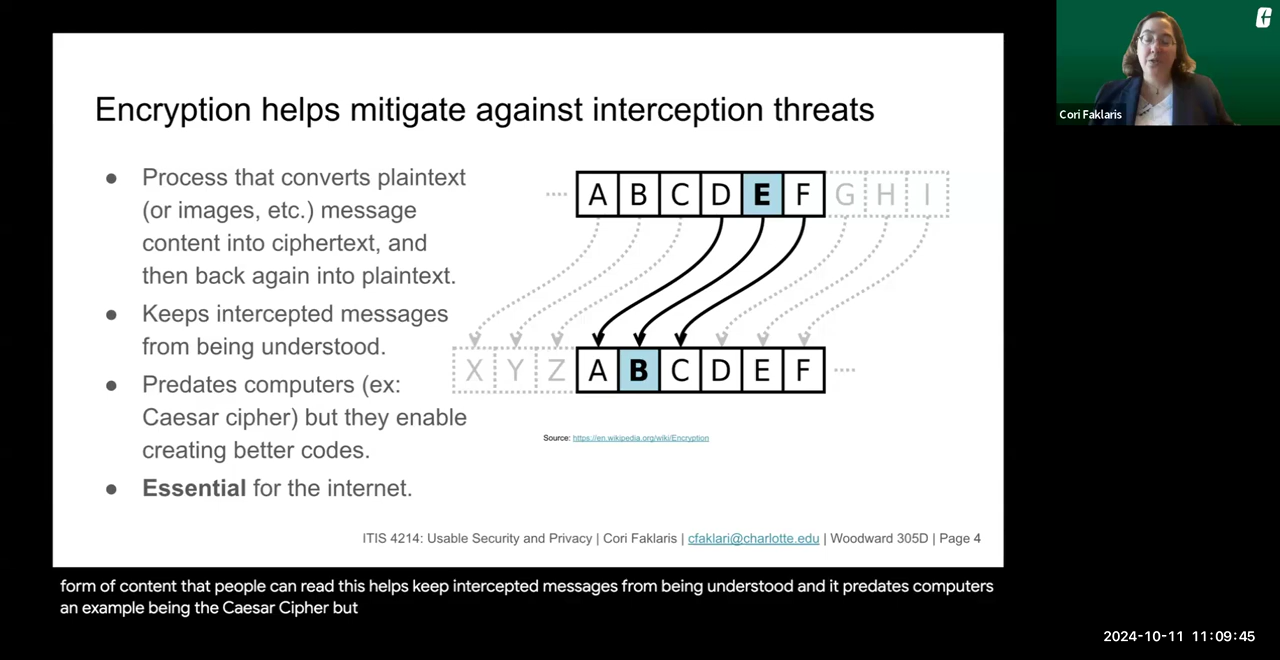 Encryption helps mitigate against interception threats
● Process that converts plaintext
(or images, etc.) message
content into ciphertext, and
then back again into plaintext.
● Keeps intercepted messages
from being understood.
● Predates computers (ex:
Caesar cipher) but they enable
creating better codes.
● Essential for the internet.
A B C D E F G H I
X Y Z A B C D E F
Source: https://en.wikipedia.org/wiki/Encryption
ITIS 4214: Usable Security and Privacy | Cori Faklaris | cfaklari@charlotte.edu | Woodward 305D | Page 4
Cori Faklaris
form of content that people can read this helps keep intercepted messages from being understood and it predates computers
an example being the Caesar Cipher but
2024-10-11 11:09:45